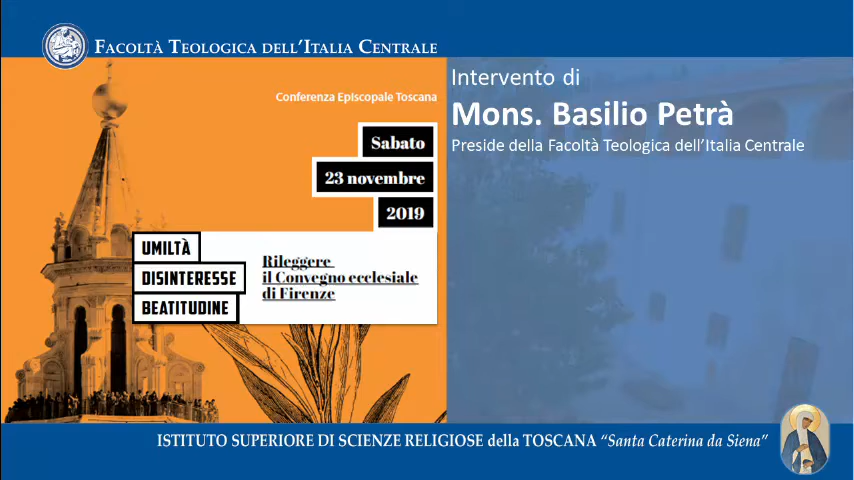 FACOLTÀ TEOLOGICA DELL'ITALIA CENTRALE
Conferenza Episcopale Toscana
Sabato
23 novembre
2019
UMILTÀ
DISINTERESSE
BEATITUDINE
Rileggere
il Convegno ecclesiale
di Firenze
Intervento di
Mons. Basilio Petrà
Preside della Facoltà Teologica dell'Italia Centrale
ISTITUTO SUPERIORE DI SCIENZE RELIGIOSE della TOSCANA "Santa Caterina da Siena"